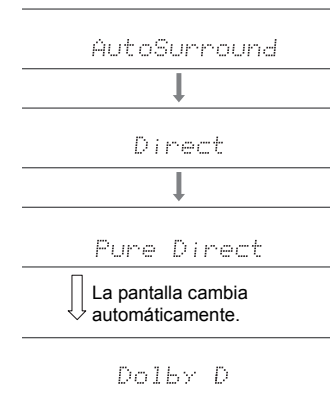 AutoSurround
Direct
Pure Direct
La pantalla cambia
automáticamente.
Dolby D